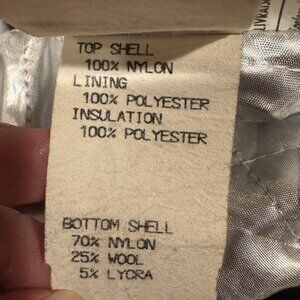 TOP SHELL
100% NYLON
LINING
100% POLYESTER
INSULATION
100% POLYESTER
BOTTOM SHELL
70% NYLON
25% WOOL
5% LYCRA